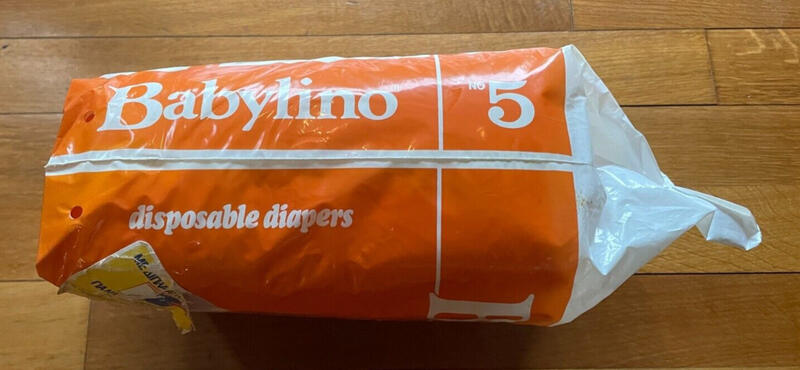 Babylino
No 5
disposable diapers
B